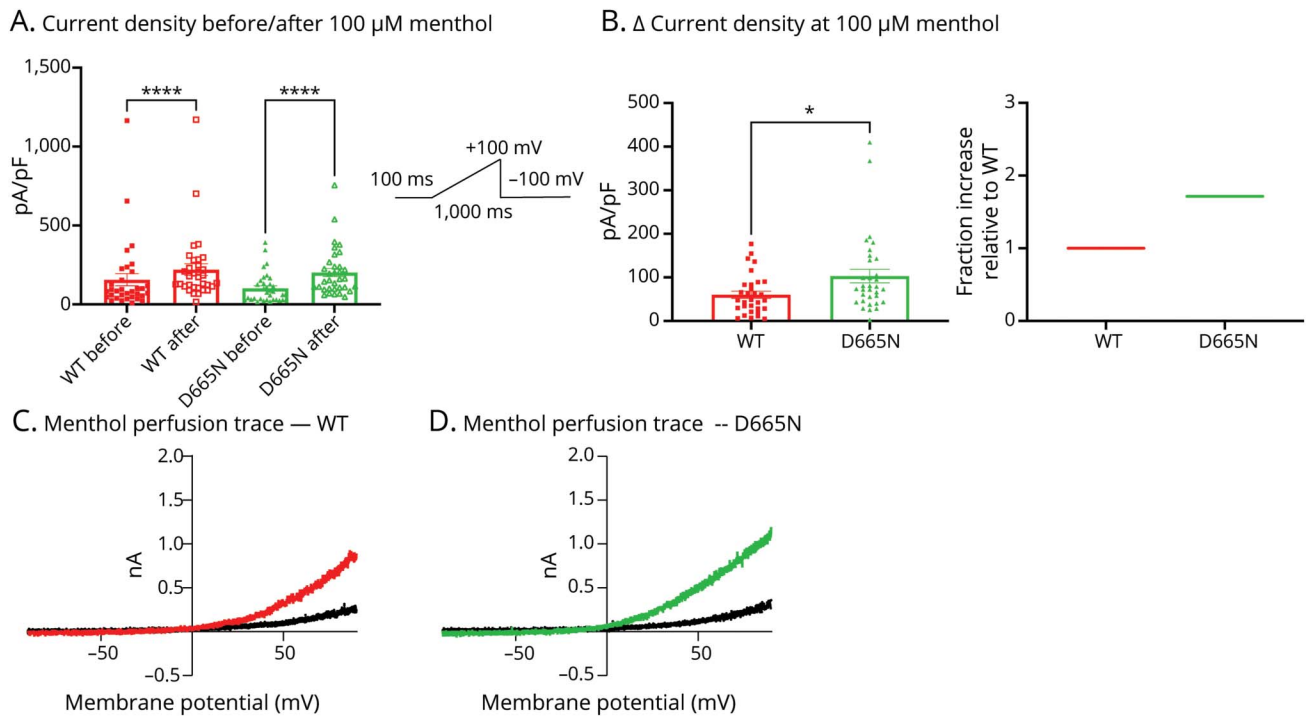 A. Current density before/after 100 μM menthol
1,500
1,000
500
0
pA/pF
****
****
WT before
WT after
D665N before
D665N after
100 ms
+100 mV
–100 mV
1,000 ms
B. Δ Current density at 100 μM menthol
500
400
300
200
100
0
pA/pF
*
WT
D665N
3
2
1
0
Fraction increase
relative to WT
WT
D665N
C. Menthol perfusion trace — WT
2.0
1.5
1.0
0.5
–0.5
nA
–50
50
Membrane potential (mV)
D. Menthol perfusion trace -- D665N
2.0
1.5
1.0
0.5
–0.5
nA
–50
50
Membrane potential (mV)